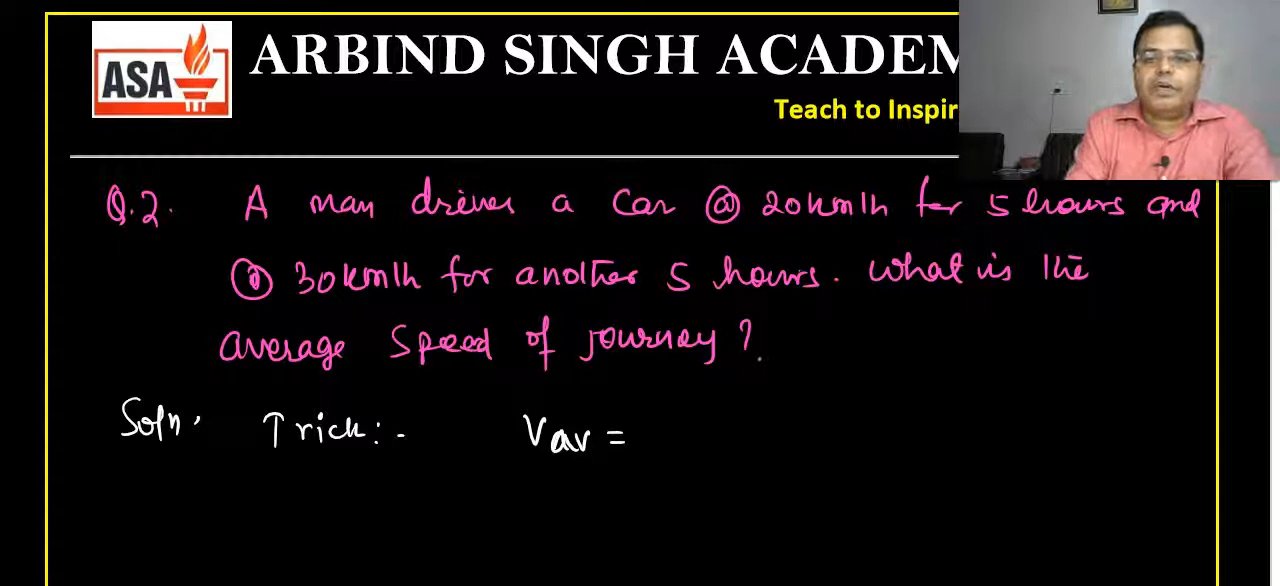 ASA
ARBIND SINGH ACADEM
Teach to Inspir
Q.2. A man drives a car @ 20km/h for 5 hours and
@ 30km/h for another 5 hours. What is the
average speed of journey?
Soln. Trick:- Vav =